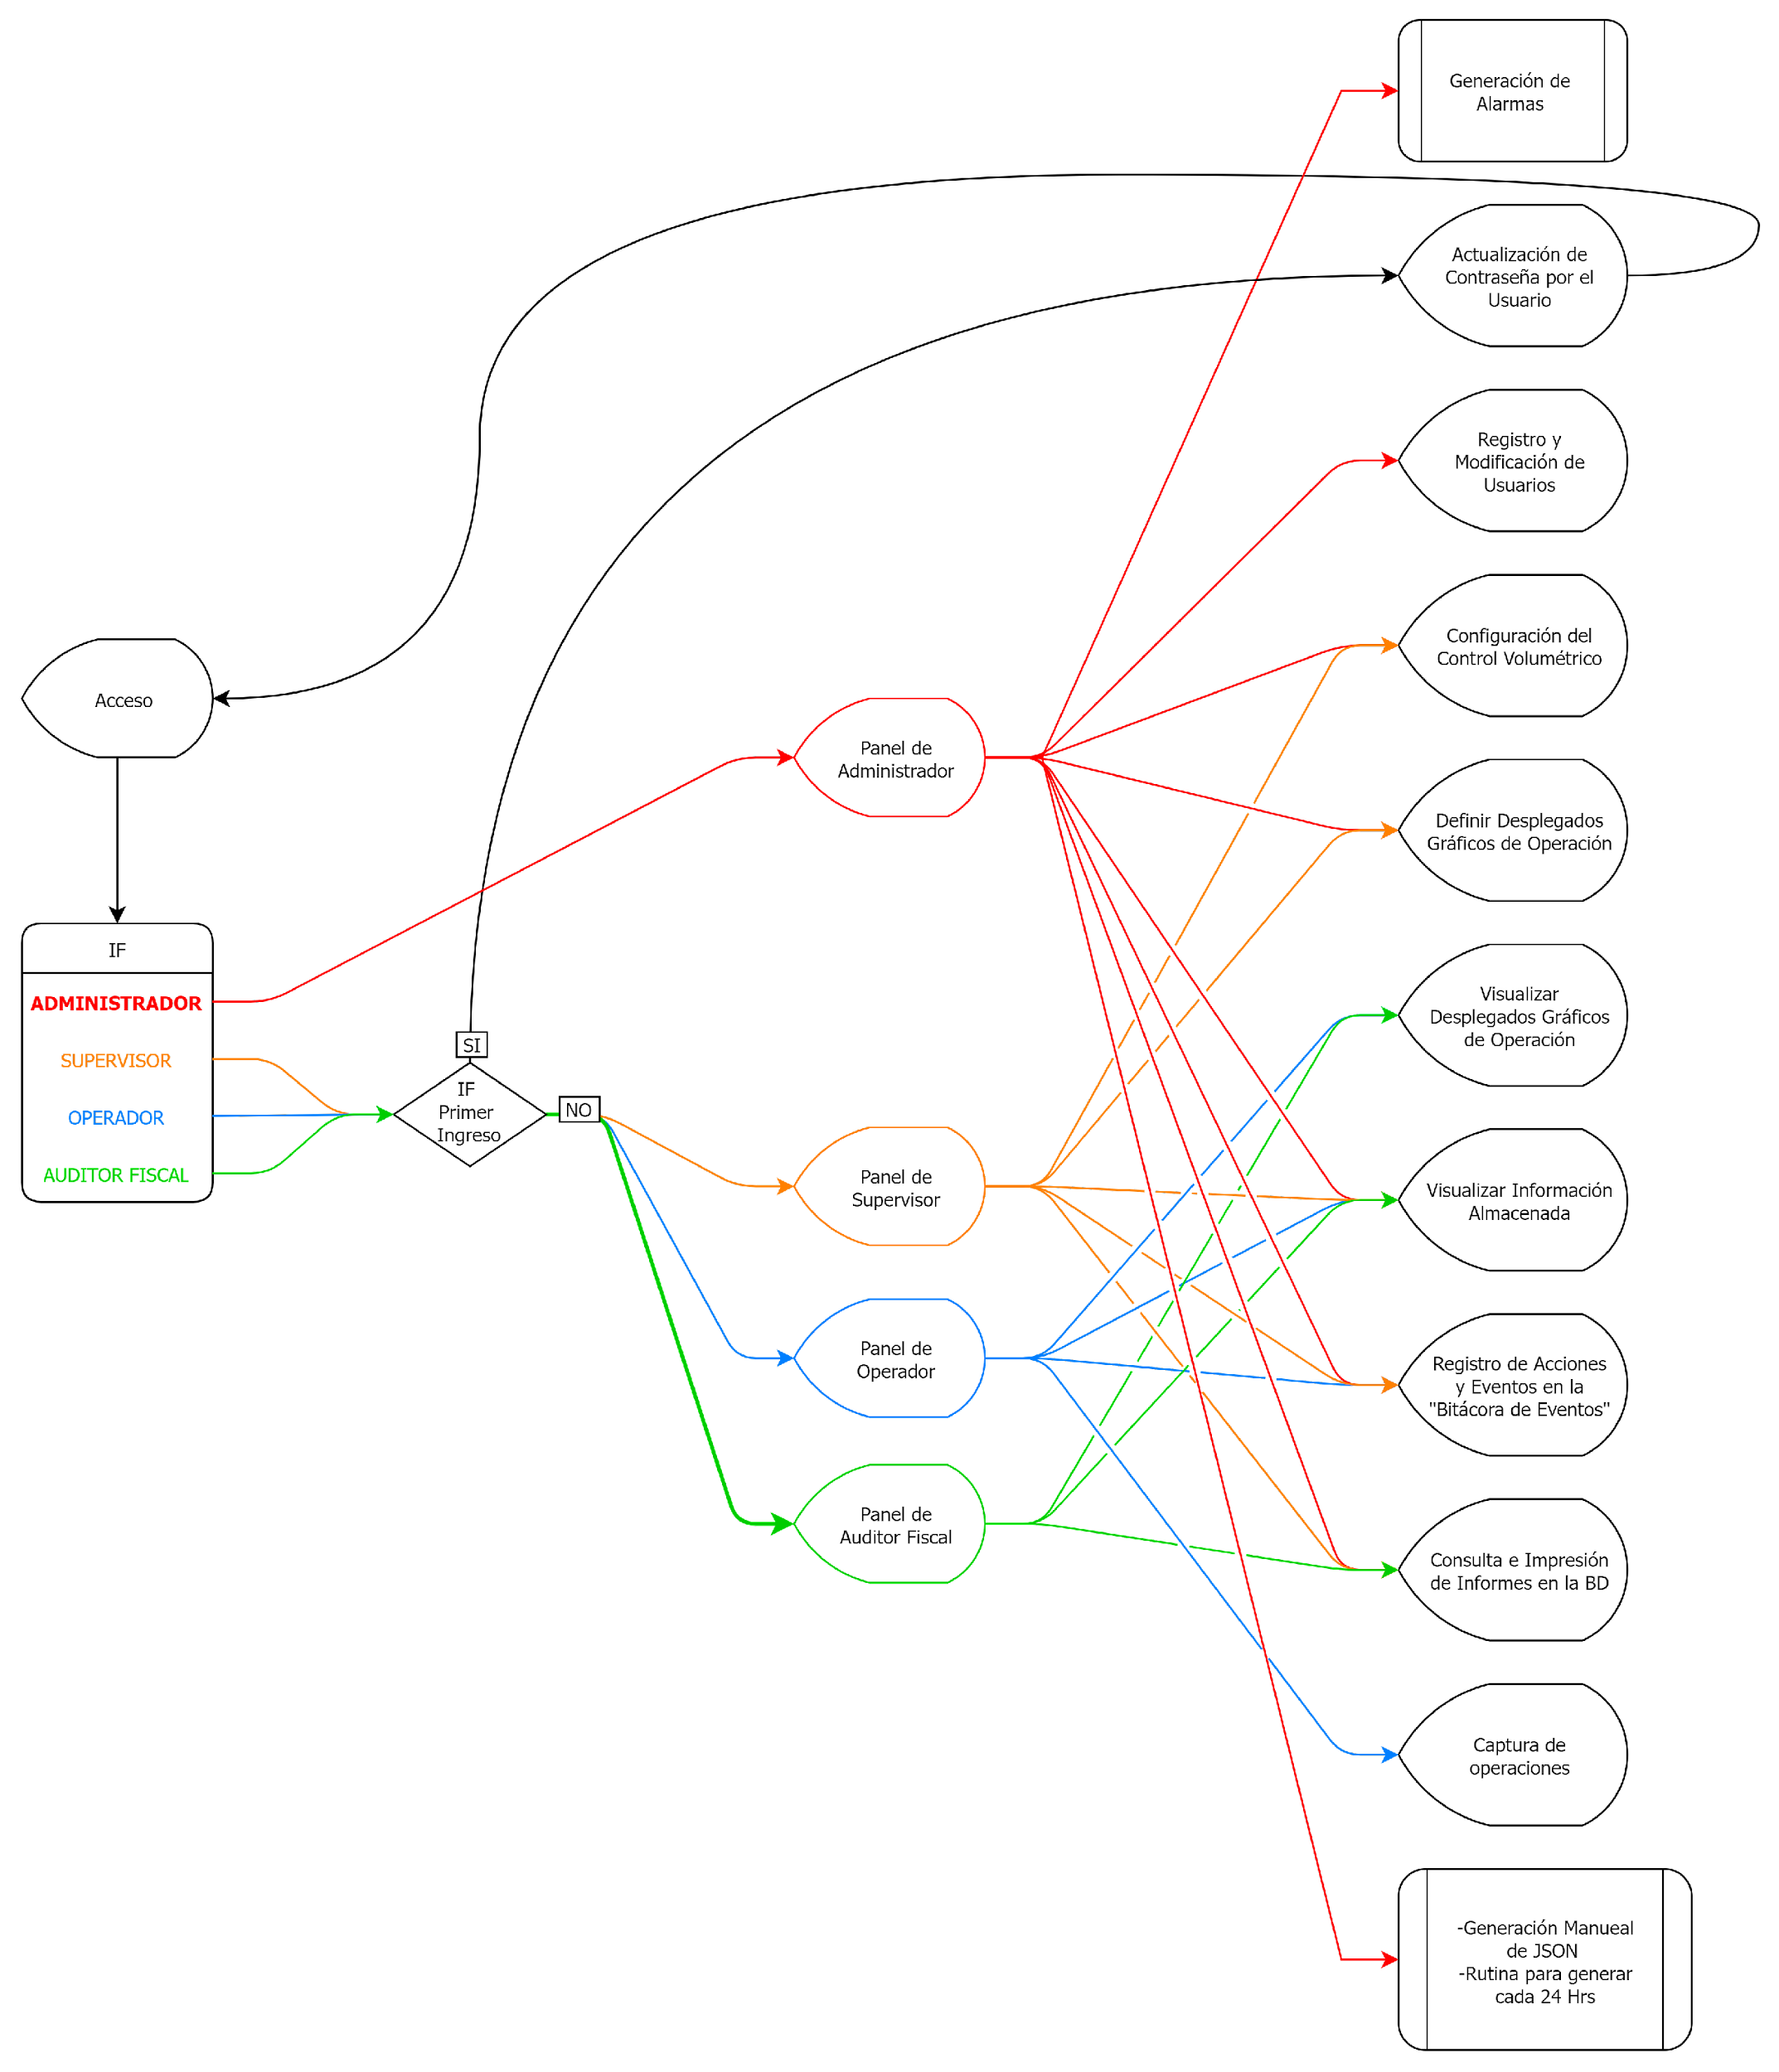 Generación de
Alarmas
Actualización de
Contraseña por el
Usuario
Registro y
Modificación de
Usuarios
Configuración del
Control Volumétrico
Acceso
Panel de
Administrador
Definir Desplegados
Gráficos de Operación
IF
ADMINISTRADOR
SUPERVISOR
OPERADOR
AUDITOR FISCAL
SI
IF
Primer
Ingreso
NO
Visualizar
Desplegados Gráficos
de Operación
Panel de
Supervisor
Visualizar Información
Almacenada
Panel de
Operador
Registro de Acciones
y Eventos en la
"Bitácora de Eventos"
Panel de
Auditor Fiscal
Consulta e Impresión
de Informes en la BD
Captura de
operaciones
-Generación Manueal
de JSON
-Rutina para generar
cada 24 Hrs